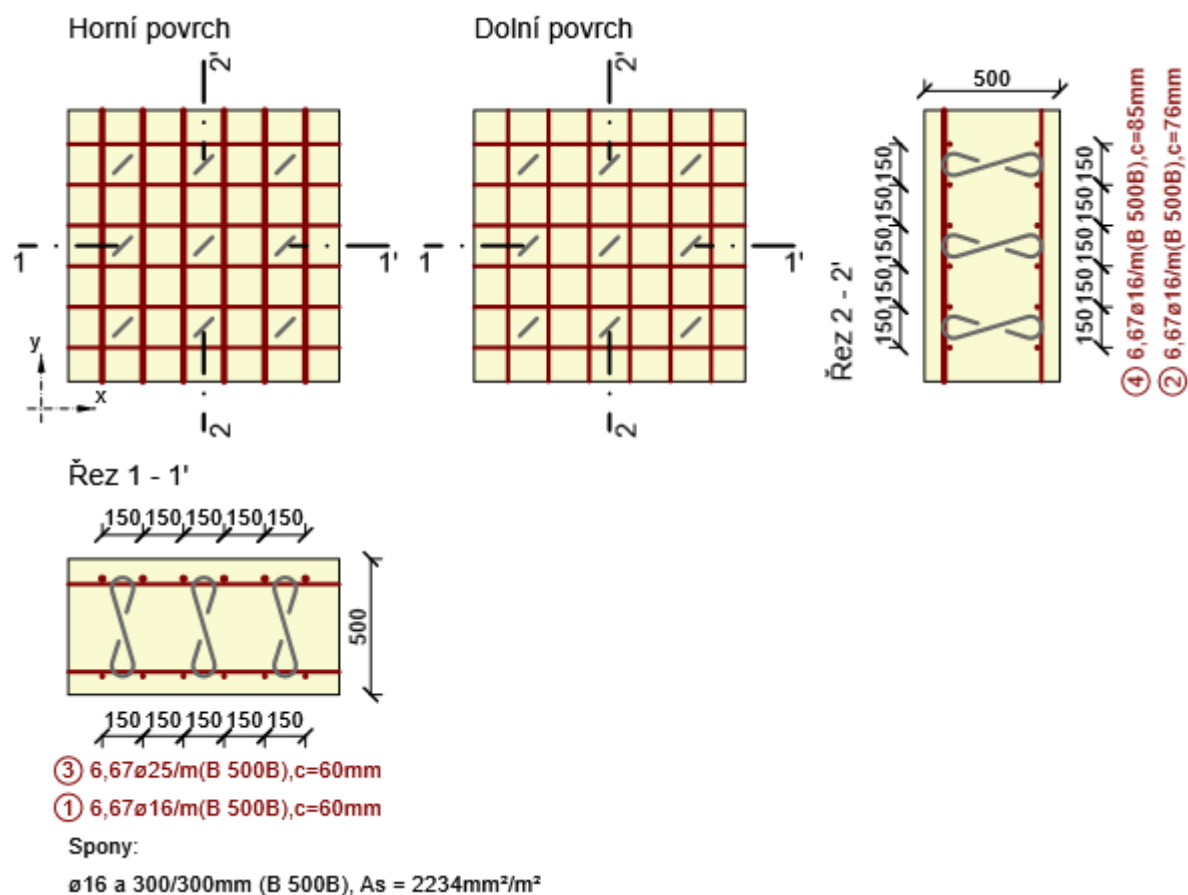 Horní povrch
Dolní povrch
2'
2'
500
1
1'
1
1'
y
x
2
2
150
150
150
150
150
150
150
150
150
150
Řez 2 - 2'
④ 6,67ø16/m(B 500B),c=85mm
② 6,67ø16/m(B 500B),c=76mm
Řez 1 - 1'
150 150 150 150 150
500
150 150 150 150 150
③ 6,67ø25/m(B 500B),c=60mm
① 6,67ø16/m(B 500B),c=60mm
Spony:
ø16 a 300/300mm (B 500B), As = 2234mm²/m²